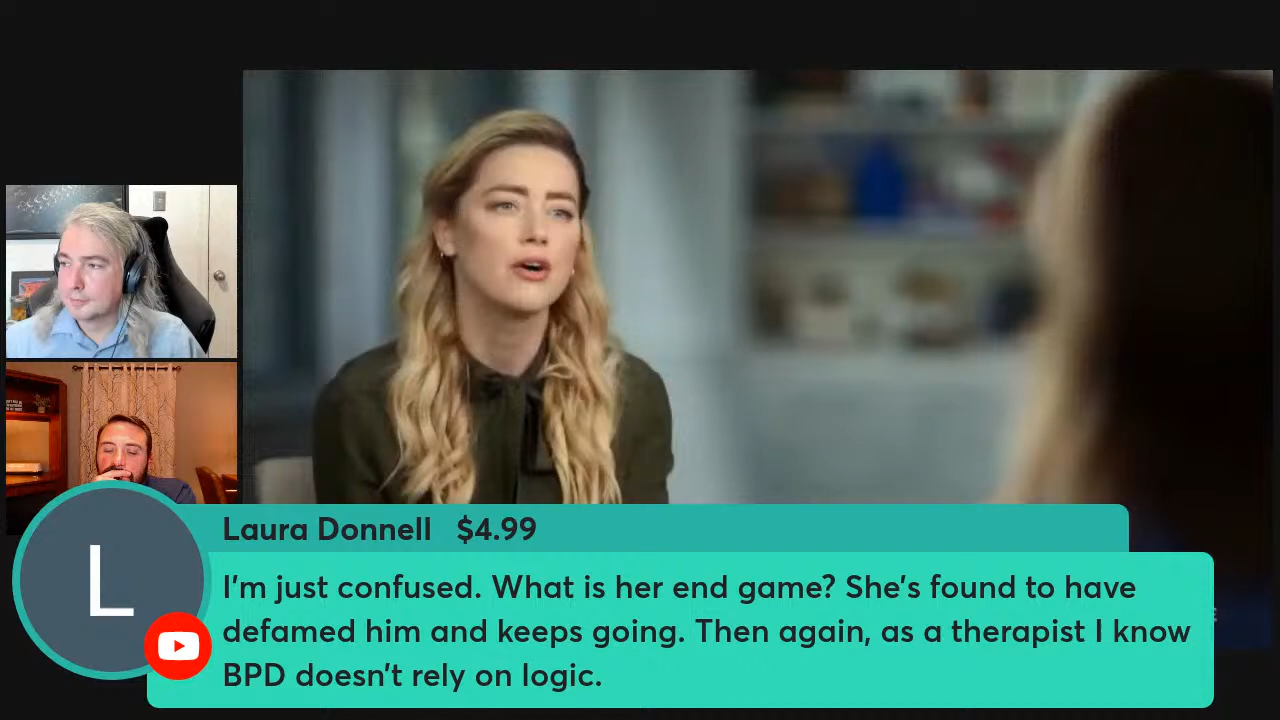 Laura Donnell $4.99
I'm just confused. What is her end game? She's found to have
defamed him and keeps going. Then again, as a therapist I know
BPD doesn't rely on logic.
L